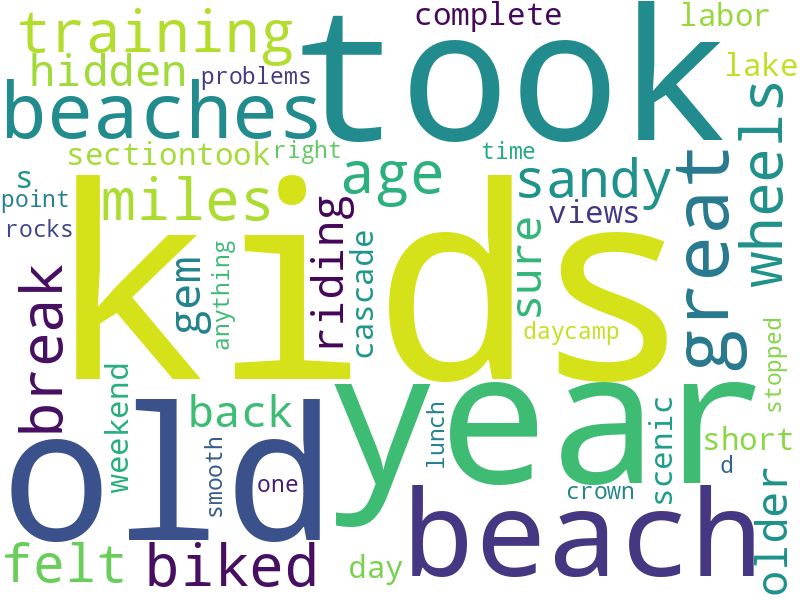 complete
labor
training
took
hidden
problems
lake
beaches
wheels
sectiontook
right
time
age
sandy
great
s
miles
point
views
rocks
kids
riding
sure
gem
anything
cascade
break
daycamp
stopped
year
weekend
back
old
lunch
scenic
short
smooth
one
d
older
crown
beach
felt
biked
day